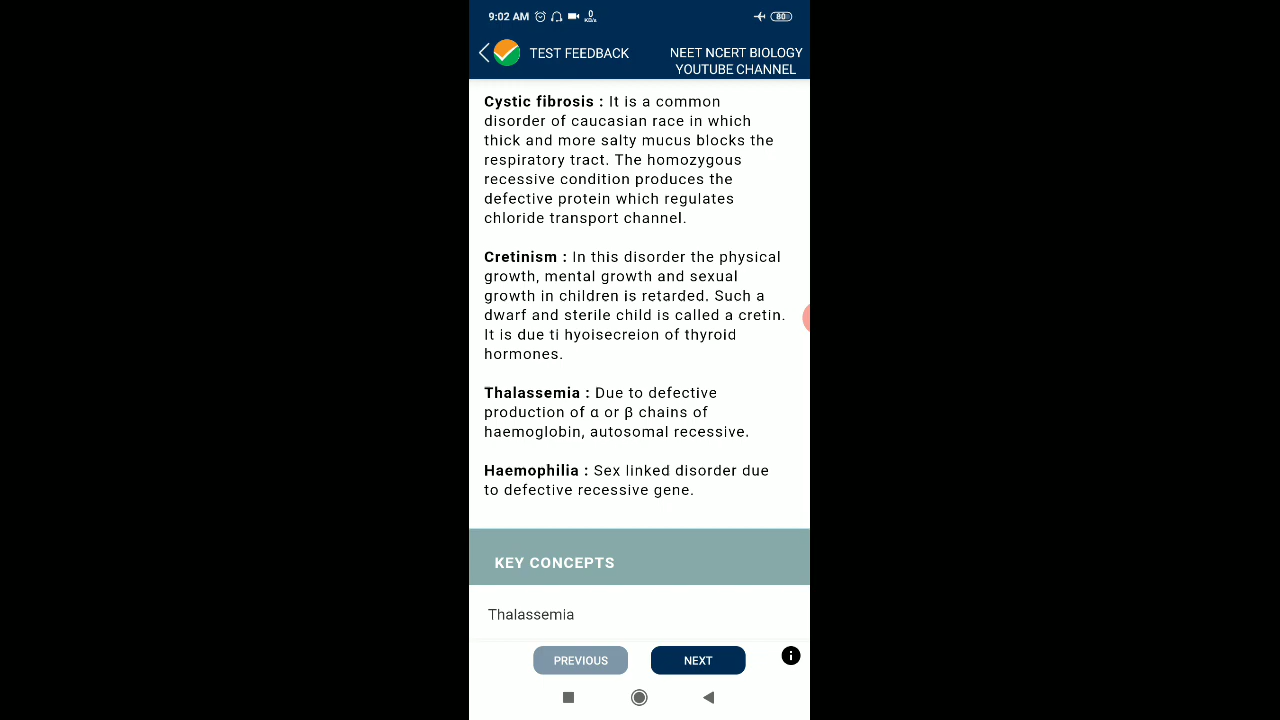 9:02 AM 0 KB/s 80
TEST FEEDBACK
NEET NCERT BIOLOGY
YOUTUBE CHANNEL
Cystic fibrosis : It is a common
disorder of caucasian race in which
thick and more salty mucus blocks the
respiratory tract. The homozygous
recessive condition produces the
defective protein which regulates
chloride transport channel.
Cretinism : In this disorder the physical
growth, mental growth and sexual
growth in children is retarded. Such a
dwarf and sterile child is called a cretin.
It is due ti hyoisecreion of thyroid
hormones.
Thalassemia : Due to defective
production of α or β chains of
haemoglobin, autosomal recessive.
Haemophilia : Sex linked disorder due
to defective recessive gene.
KEY CONCEPTS
Thalassemia
PREVIOUS NEXT